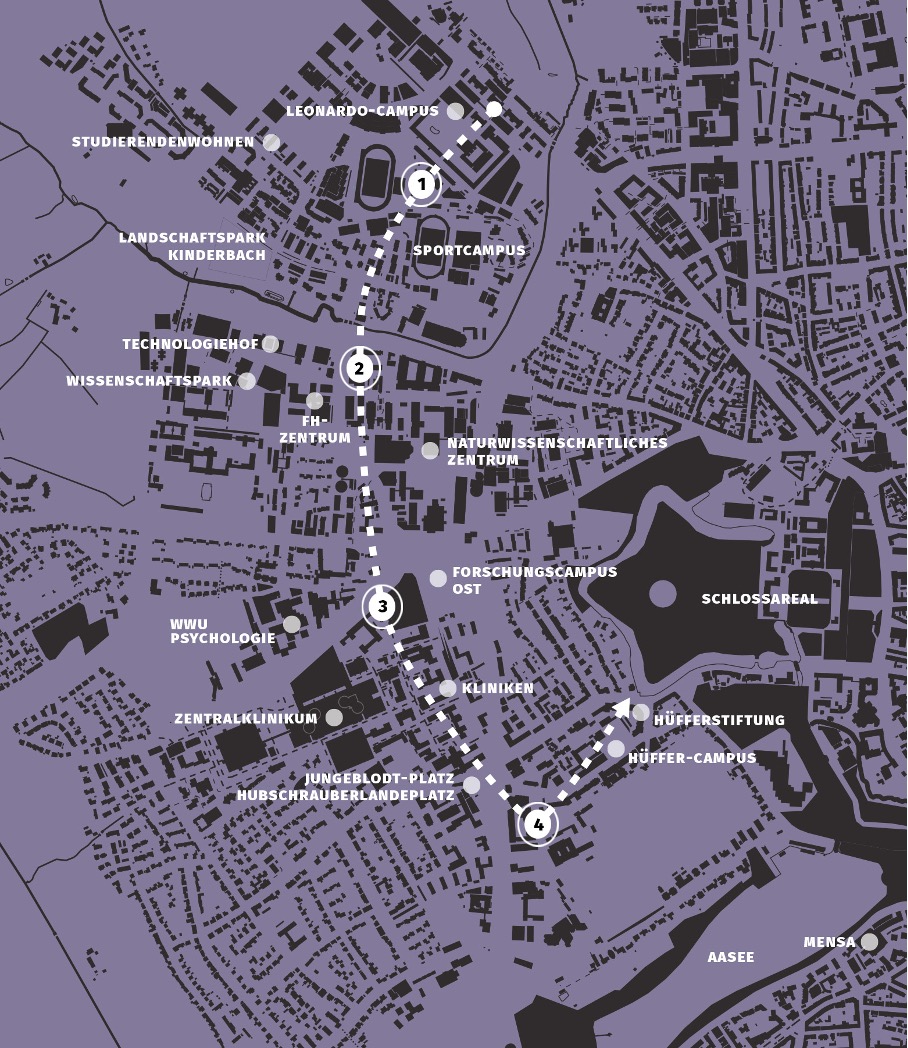 LEONARDO-CAMPUS
STUDIERENDENWOHNEN
1
LANDSCHAFTSPARK
KINDERBACH
SPORTCAMPUS
TECHNOLOGIEHOF
2
WISSENSCHAFTSPARK
FH-
ZENTRUM
NATURWISSENSCHAFTLICHES
ZENTRUM
FORSCHUNGSCAMPUS
OST
SCHLOSSAREAL
3
WWU
PSYCHOLOGIE
KLINIKEN
ZENTRALKLINIKUM
HÜFFERSTIFTUNG
HÜFFER-CAMPUS
JUNGEBLODT-PLATZ
HUBSCHRAUBERLANDEPLATZ
4
MENSA
AASEE